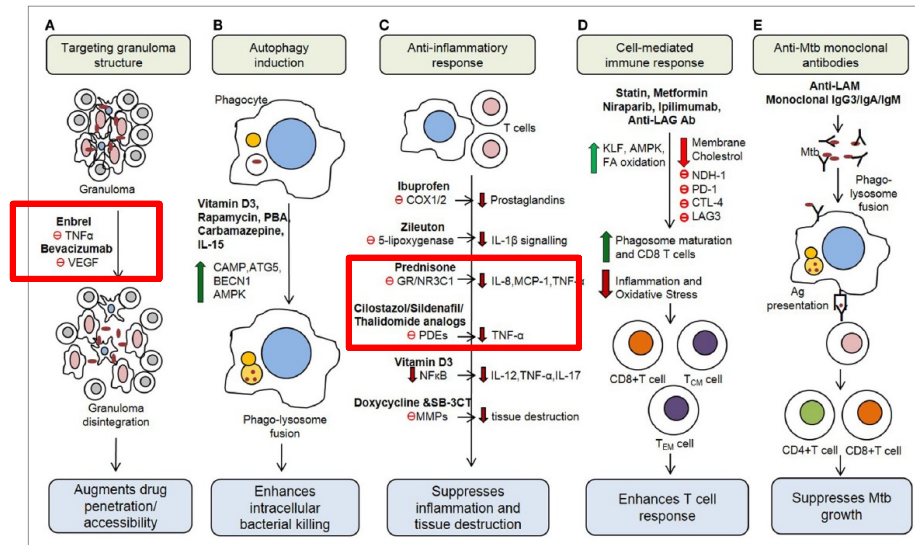 A
Targeting granuloma
structure
Granuloma
Enbrel
⊖ TNFα
Bevacizumab
⊖ VEGF
Granuloma
disintegration
Augments drug
penetration/
accessibility
B
Autophagy
induction
Phagocyte
Vitamin D3,
Rapamycin, PBA,
Carbamazepine,
IL-15
CAMP,ATG5,
BECN1
AMPK
Phago-lysosome
fusion
Enhances
intracellular
bacterial killing
C
Anti-inflammatory
response
T cells
Ibuprofen
⊖ COX1/2
Prostaglandins
Zileuton
⊖ 5-lipoxygenase
IL-1β signalling
Prednisone
⊖ GR/NR3C1
IL-8,MCP-1,TNF-α
Cilostazol/Sildenafil/
Thalidomide analogs
⊖ PDEs
TNF-α
Vitamin D3
NFκB
IL-12,TNF-α,IL-17
Doxycycline &SB-3CT
⊖MMPs
tissue destruction
Suppresses
inflammation and
tissue destruction
D
Cell-mediated
immune response
Statin, Metformin
Niraparib, Ipilimumab,
Anti-LAG Ab
KLF, AMPK,
FA oxidation
Membrane
Cholestrol
⊖ NDH-1
⊖ PD-1
⊖ CTL-4
⊖ LAG3
Phagosome maturation
and CD8 T cells
Inflammation and
Oxidative Stress
CD8+T cell
TCM cell
TEM cell
Enhances T cell
response
E
Anti-Mtb monoclonal
antibodies
Anti-LAM
Monoclonal IgG3/IgA/IgM
Mtb
Phago-
lysosome
fusion
Ag
presentation
CD4+T cell
CD8+T cell
Suppresses Mtb
growth